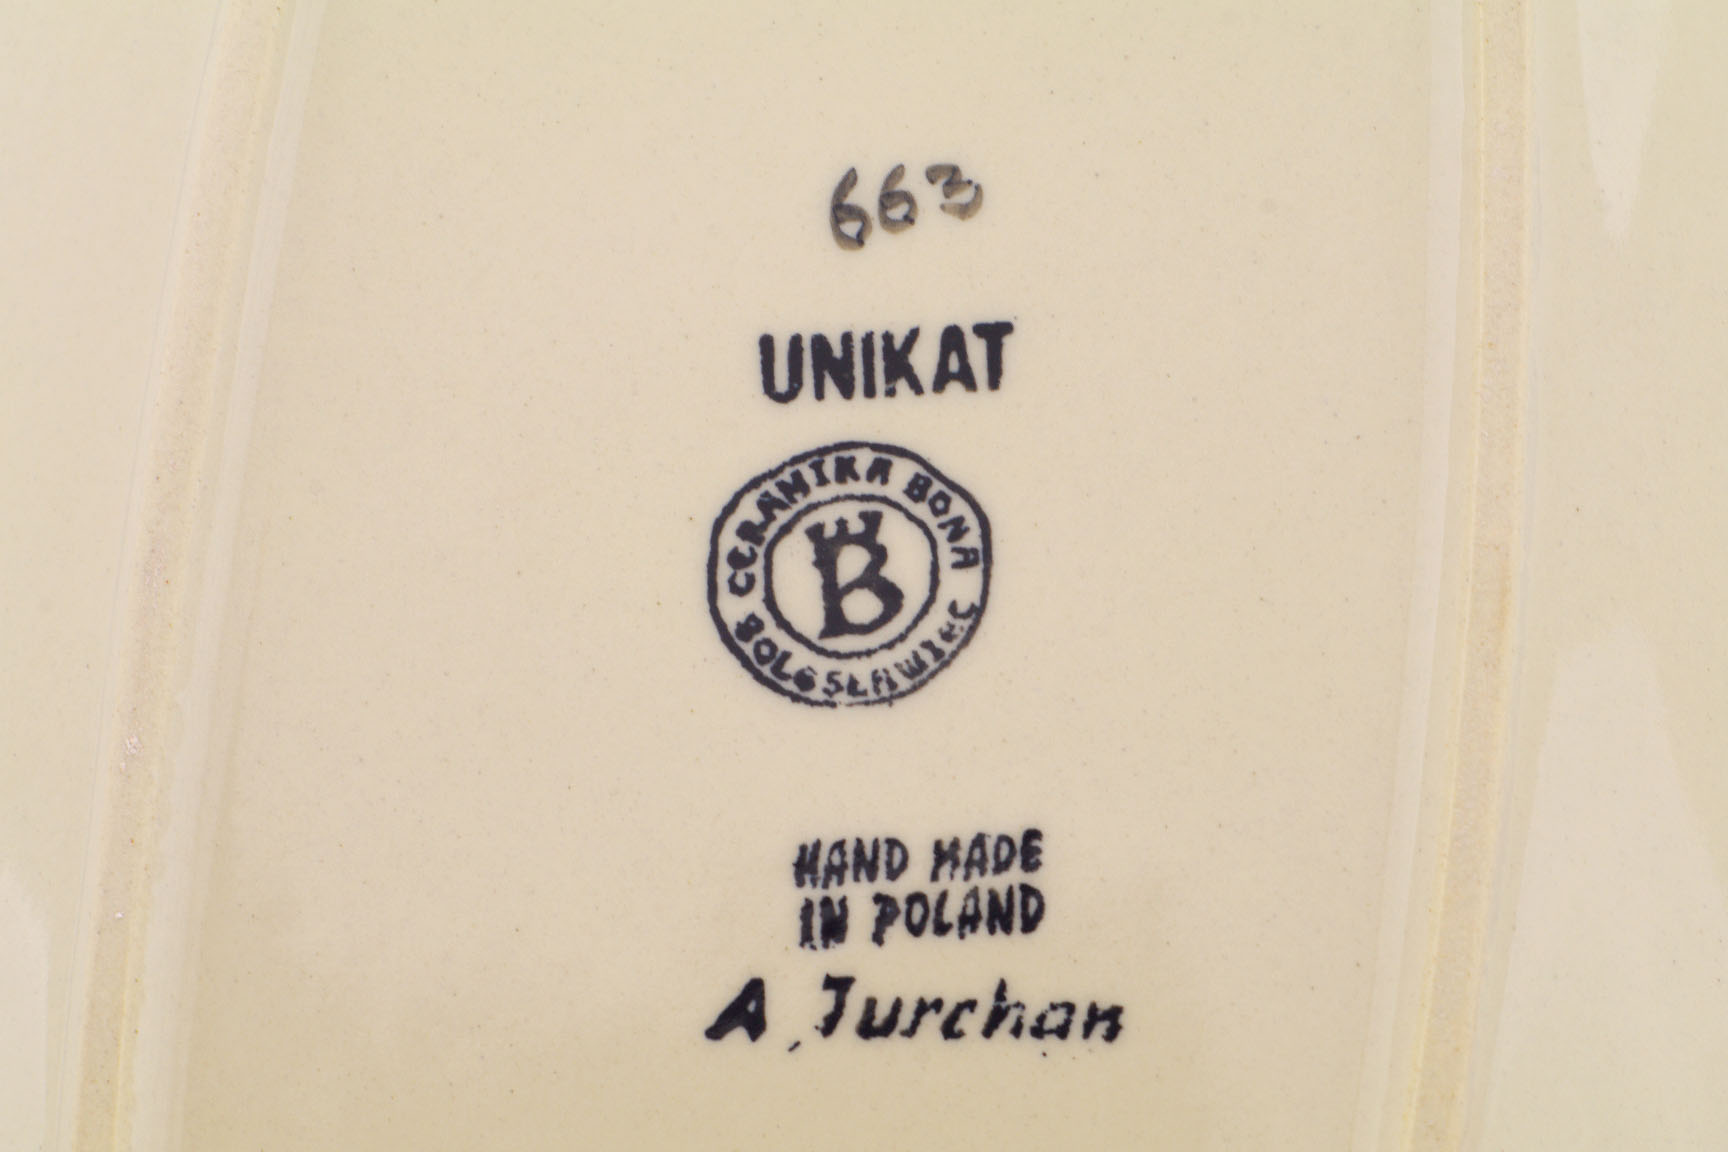 663
UNIKAT
CERAMIKA BONA
B
BOLESŁAWIEC
HAND MADE
IN POLAND
A. Jurchan